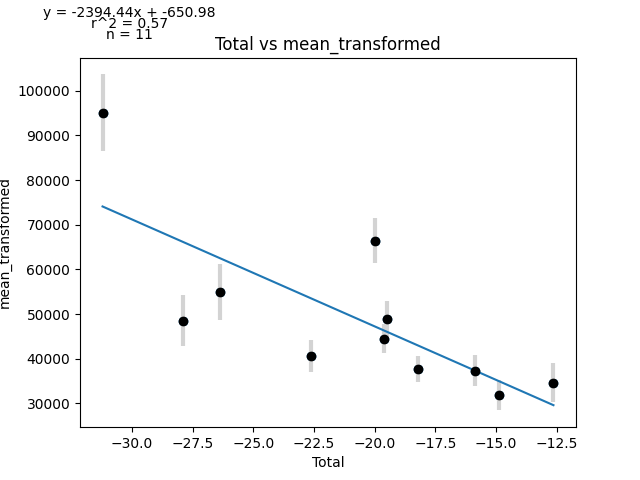 y = -2394.44x + -650.98
r^2 = 0.57
n = 11
Total vs mean_transformed
100000
90000
80000
70000
60000
50000
40000
30000
mean_transformed
−30.0 −27.5 −25.0 −22.5 −20.0 −17.5 −15.0 −12.5
Total